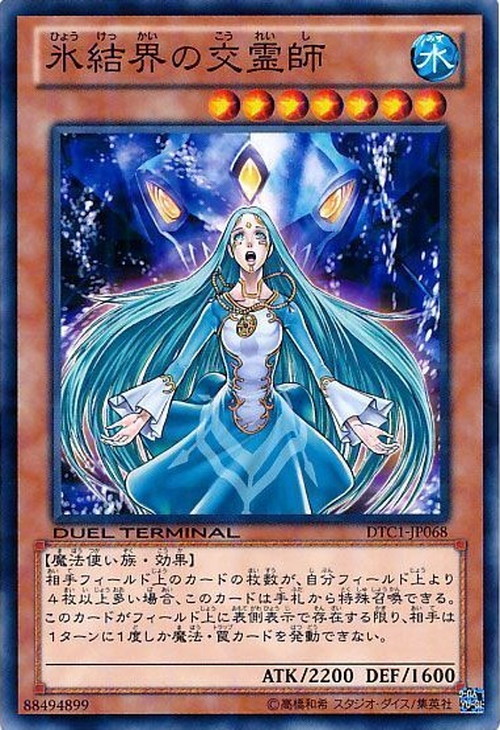 氷結界の交霊師
水
DUEL TERMINAL
DTC1-JP068
【魔法使い族・効果】
相手フィールド上のカードの枚数が、自分フィールド上より
４枚以上多い場合、このカードは手札から特殊召喚できる。
このカードがフィールド上に表側表示で存在する限り、相手は
１ターンに１度しか魔法・罠カードを発動できない。
ATK/2200 DEF/1600
88494899
©高橋和希 スタジオ・ダイス/集英社